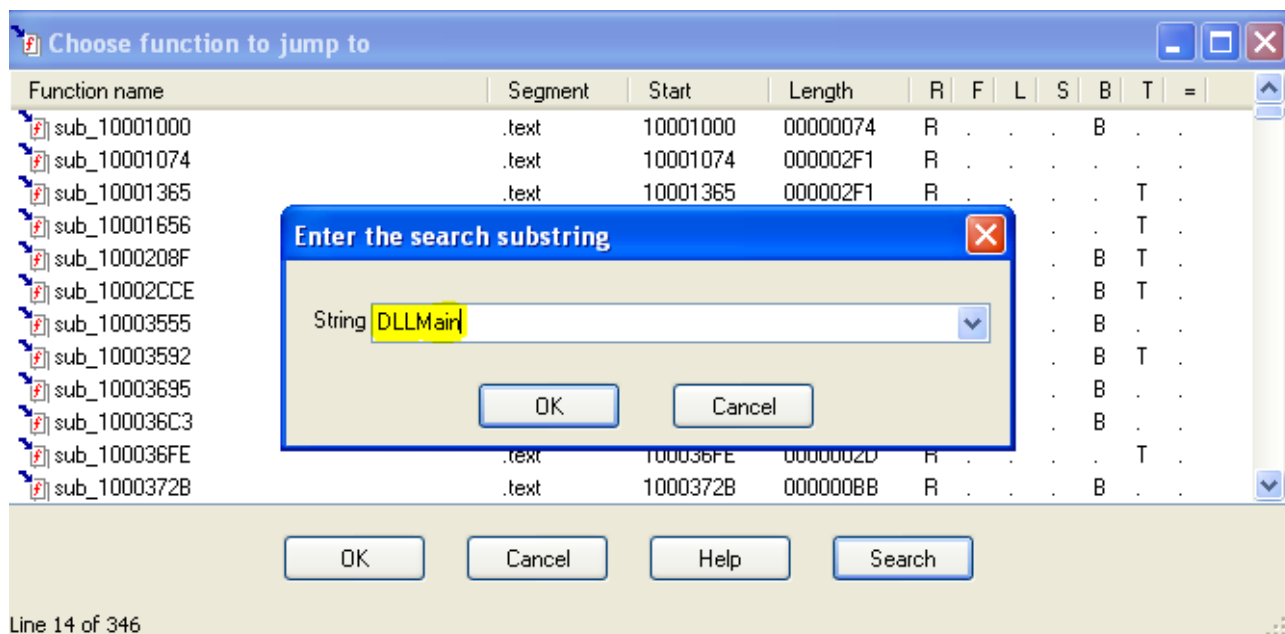 Choose function to jump to
Function name Segment Start Length R F L S B T =
sub_10001000 .text 10001000 00000074 R . . . B . .
sub_10001074 .text 10001074 000002F1 R . . . . . .
sub_10001365 .text 10001365 000002F1 R . . . . T .
sub_10001656 . . T .
sub_1000208F . B T .
sub_10002CCE . B T .
sub_10003555 . B . .
sub_10003592 . B T .
sub_10003695 . B . .
sub_100036C3 . B . .
sub_100036FE .text 100036FE 0000002D R . . . . T .
sub_1000372B .text 1000372B 000000BB R . . . B . .
Enter the search substring
String DLLMain
OK Cancel
OK Cancel Help Search
Line 14 of 346